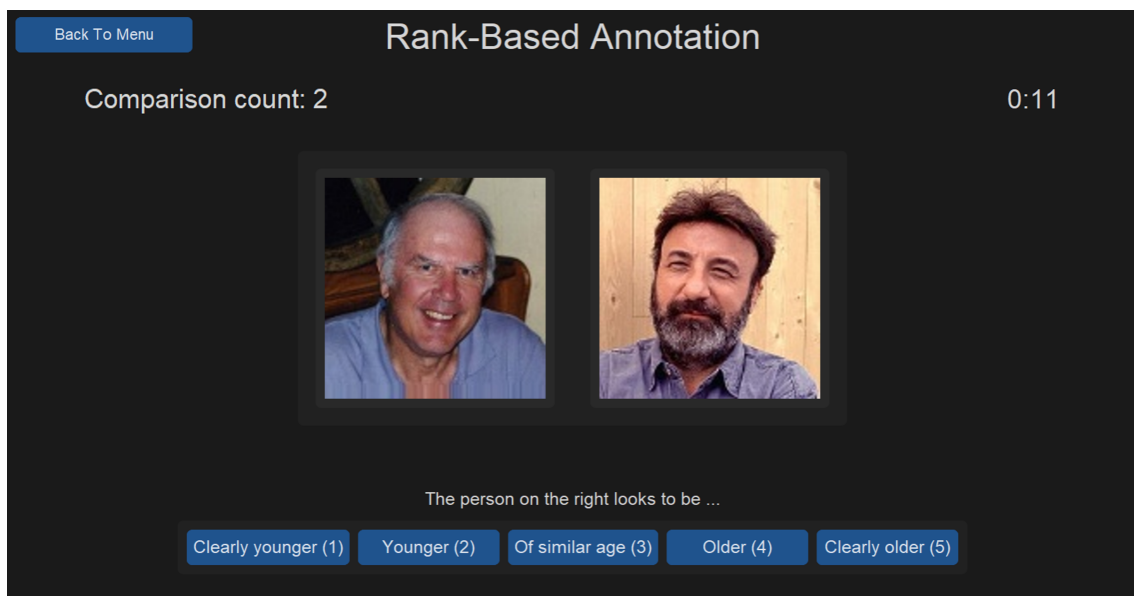 Back To Menu
Rank-Based Annotation
Comparison count: 2
0:11
The person on the right looks to be ...
Clearly younger (1)
Younger (2)
Of similar age (3)
Older (4)
Clearly older (5)